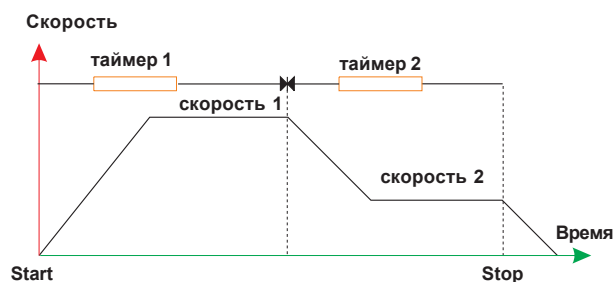 Скорость
таймер 1
таймер 2
скорость 1
скорость 2
Время
Start
Stop